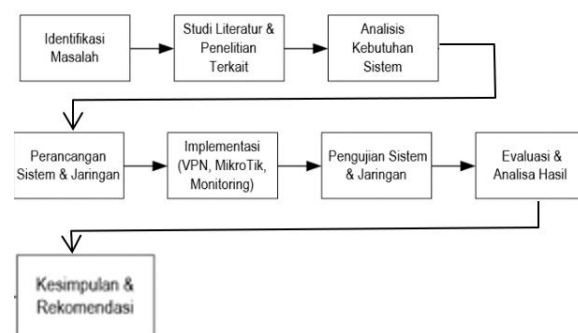 Identifikasi
Masalah
Studi Literatur &
Penelitian
Terkait
Analisis
Kebutuhan
Sistem
Perancangan
Sistem & Jaringan
Implementasi
(VPN, MikroTik,
Monitoring)
Pengujian Sistem
& Jaringan
Evaluasi &
Analisa Hasil
Kesimpulan &
Rekomendasi